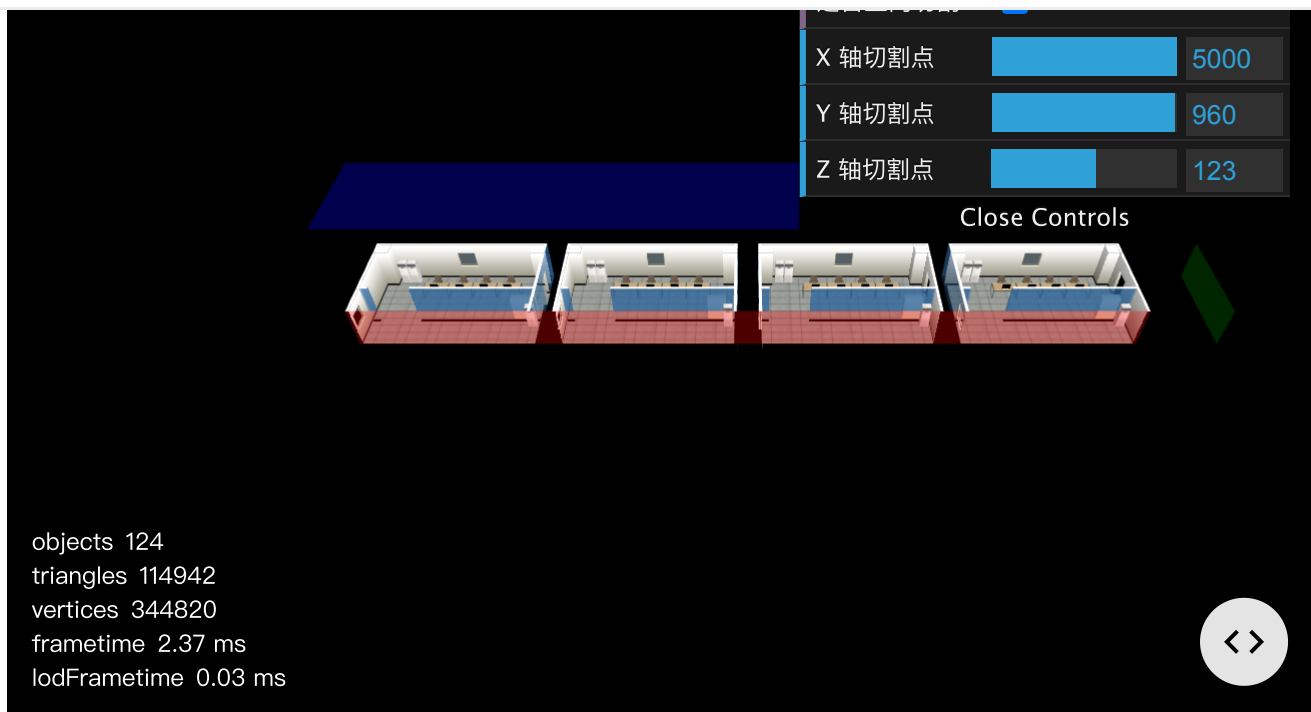 X 轴切割点 5000
Y 轴切割点 960
Z 轴切割点 123
Close Controls
objects 124
triangles 114942
vertices 344820
frametime 2.37 ms
lodFrametime 0.03 ms